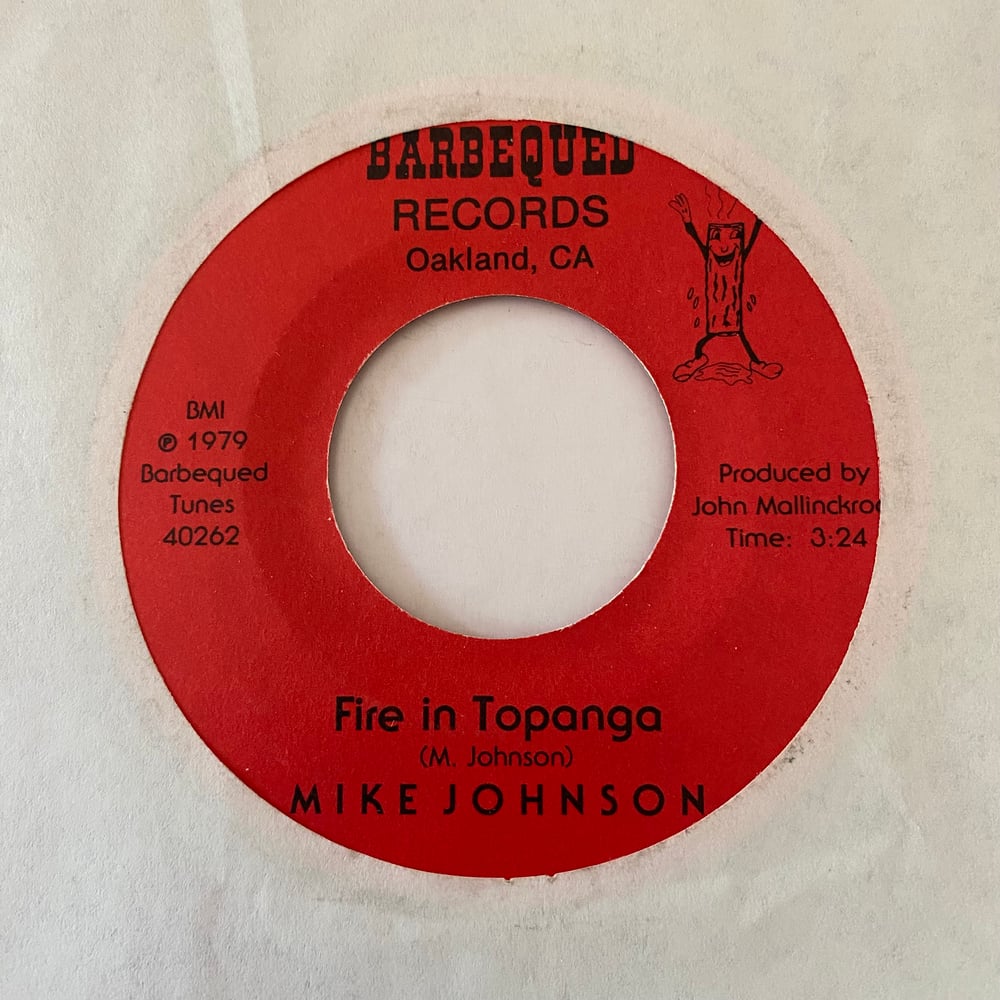 BARBEQUED
RECORDS
Oakland, CA
BMI
℗ 1979
Barbequed
Tunes
40262
Produced by
John
Time: 3:24
Fire in Topanga
(M. Johnson)
MIKE JOHNSON